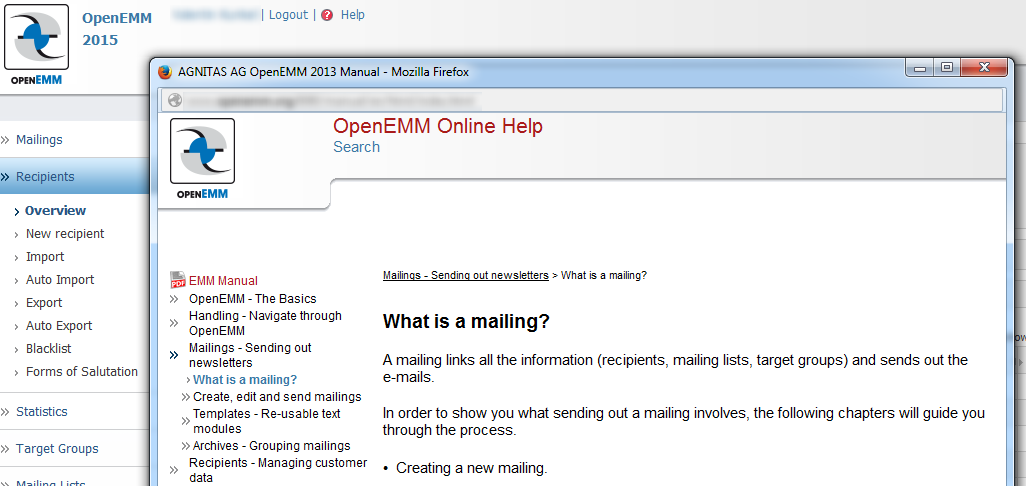 OpenEMM
2015
| Logout | ? Help
OPENEMM
» Mailings
» Recipients
› Overview
› New recipient
› Import
› Auto Import
› Export
› Auto Export
› Blacklist
› Forms of Salutation
» Statistics
» Target Groups
» Mailing Lists
AGNITAS AG OpenEMM 2013 Manual - Mozilla Firefox
OPENEMM
OpenEMM Online Help
Search
PDF EMM Manual
» OpenEMM - The Basics
» Handling - Navigate through
OpenEMM
» Mailings - Sending out
newsletters
› What is a mailing?
» Create, edit and send mailings
» Templates - Re-usable text
modules
» Archives - Grouping mailings
» Recipients - Managing customer
data
Mailings - Sending out newsletters > What is a mailing?
What is a mailing?
A mailing links all the information (recipients, mailing lists, target groups) and sends out the
e-mails.
In order to show you what sending out a mailing involves, the following chapters will guide you
through the process.
• Creating a new mailing.